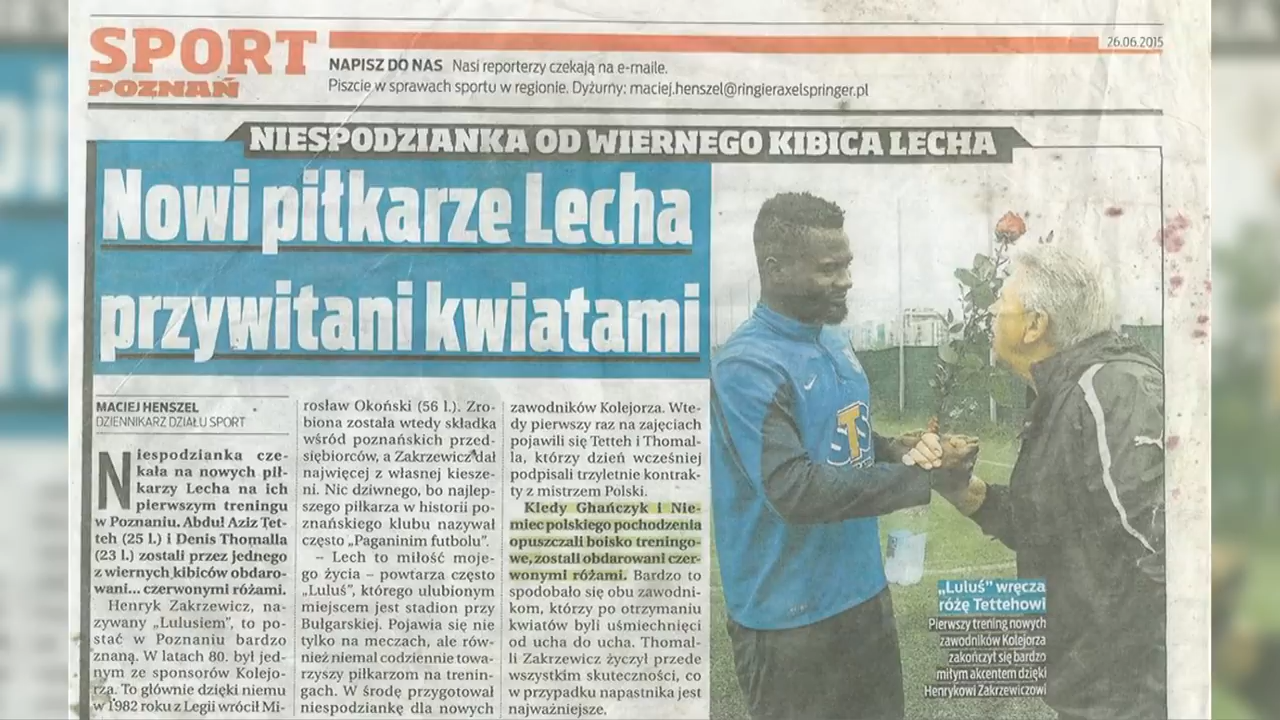 SPORT
POZNAŃ
26.06.2015
NAPISZ DO NAS Nasi reporterzy czekają na e-maile.
Piszcie w sprawach sportu w regionie. Dyżurny: maciej.henszel@ringieraxelspringer.pl
NIESPODZIANKA OD WIERNEGO KIBICA LECHA
Nowi piłkarze Lecha
przywitani kwiatami
MACIEJ HENSZEL
DZIENNIKARZ DZIAŁU SPORT
Niespodzianka cze-
kała na nowych pił-
karzy Lecha na ich
pierwszym treningu
w Poznaniu. Abdul Aziz Tet-
teh (25 l.) i Denis Thomalla
(23 l.) zostali przez jednego
z wiernych kibiców obdaro-
wani... czerwonymi różami.
Henryk Zakrzewicz, na-
zywany „Lulusiem”, to po-
stać w Poznaniu bardzo
znana. W latach 80. był jed-
nym ze sponsorów Kolejo-
rza. To głównie dzięki niemu
w 1982 roku z Legii wrócił Mi-
rosław Okoński (56 l.). Zro-
biona została wtedy składka
wśród poznańskich przed-
siębiorców, a Zakrzewicz dał
najwięcej z własnej kiesze-
ni. Nic dziwnego, bo najlep-
szego piłkarza w historii po-
znańskiego klubu nazywał
często „Paganinim futbolu”.
– Lech to miłość moje-
go życia – powtarza często
„Luluś”, którego ulubionym
miejscem jest stadion przy
Bułgarskiej. Pojawia się nie
tylko na meczach, ale rów-
nież niemal codziennie towa-
rzyszy piłkarzom na trenin-
gach. W środę przygotował
niespodziankę dla nowych
zawodników Kolejorza. Wte-
dy pierwszy raz na zajęciach
pojawili się Tetteh i Thomal-
la, którzy dzień wcześniej
podpisali trzyletnie kontrak-
ty z mistrzem Polski.
Kiedy Ghańczyk i Nie-
miec polskiego pochodzenia
opuszczali boisko treningo-
we, zostali obdarowani czer-
wonymi różami. Bardzo to
spodobało się obu zawodni-
kom, którzy po otrzymaniu
kwiatów byli uśmiechnięci
od ucha do ucha. Thomal-
li Zakrzewicz życzył przede
wszystkim skuteczności, co
w przypadku napastnika jest
najważniejsze.
STS
„Luluś” wręcza
różę Tettehowi
Pierwszy trening nowych
zawodników Kolejorza
zakończył się bardzo
miłym akcentem dzięki
Henrykowi Zakrzewiczowi